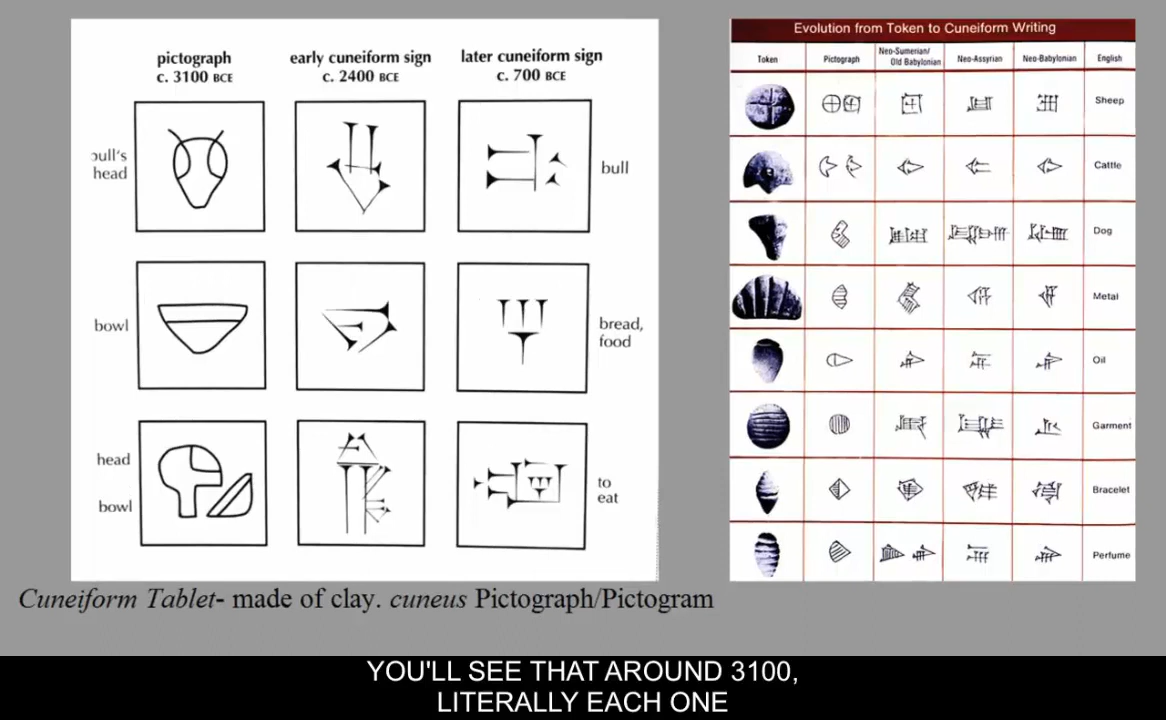 pictograph
c. 3100 BCE
early cuneiform sign
c. 2400 BCE
later cuneiform sign
c. 700 BCE
bull's
head
bull
bowl
bread,
food
head
bowl
to
eat
Evolution from Token to Cuneiform Writing
Token
Pictograph
Neo-Sumerian/
Old Babylonian
Neo-Assyrian
Neo-Babylonian
English
Sheep
Cattle
Dog
Metal
Oil
Garment
Bracelet
Perfume
Cuneiform Tablet- made of clay. cuneus Pictograph/Pictogram
YOU'LL SEE THAT AROUND 3100,
LITERALLY EACH ONE